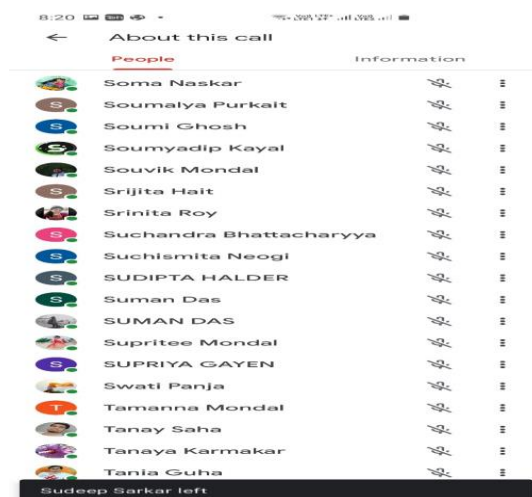 8:20
About this call
People Information
Soma Naskar
S Soumalya Purkait
S Soumi Ghosh
Soumyadip Kayal
Souvik Mondal
S Srijita Hait
Srinita Roy
S Suchandra Bhattacharyya
S Suchismita Neogi
S SUDIPTA HALDER
S Suman Das
SUMAN DAS
Supritee Mondal
S SUPRIYA GAYEN
Swati Panja
T Tamanna Mondal
Tanay Saha
Tanaya Karmakar
Tania Guha
Sudeep Sarkar left